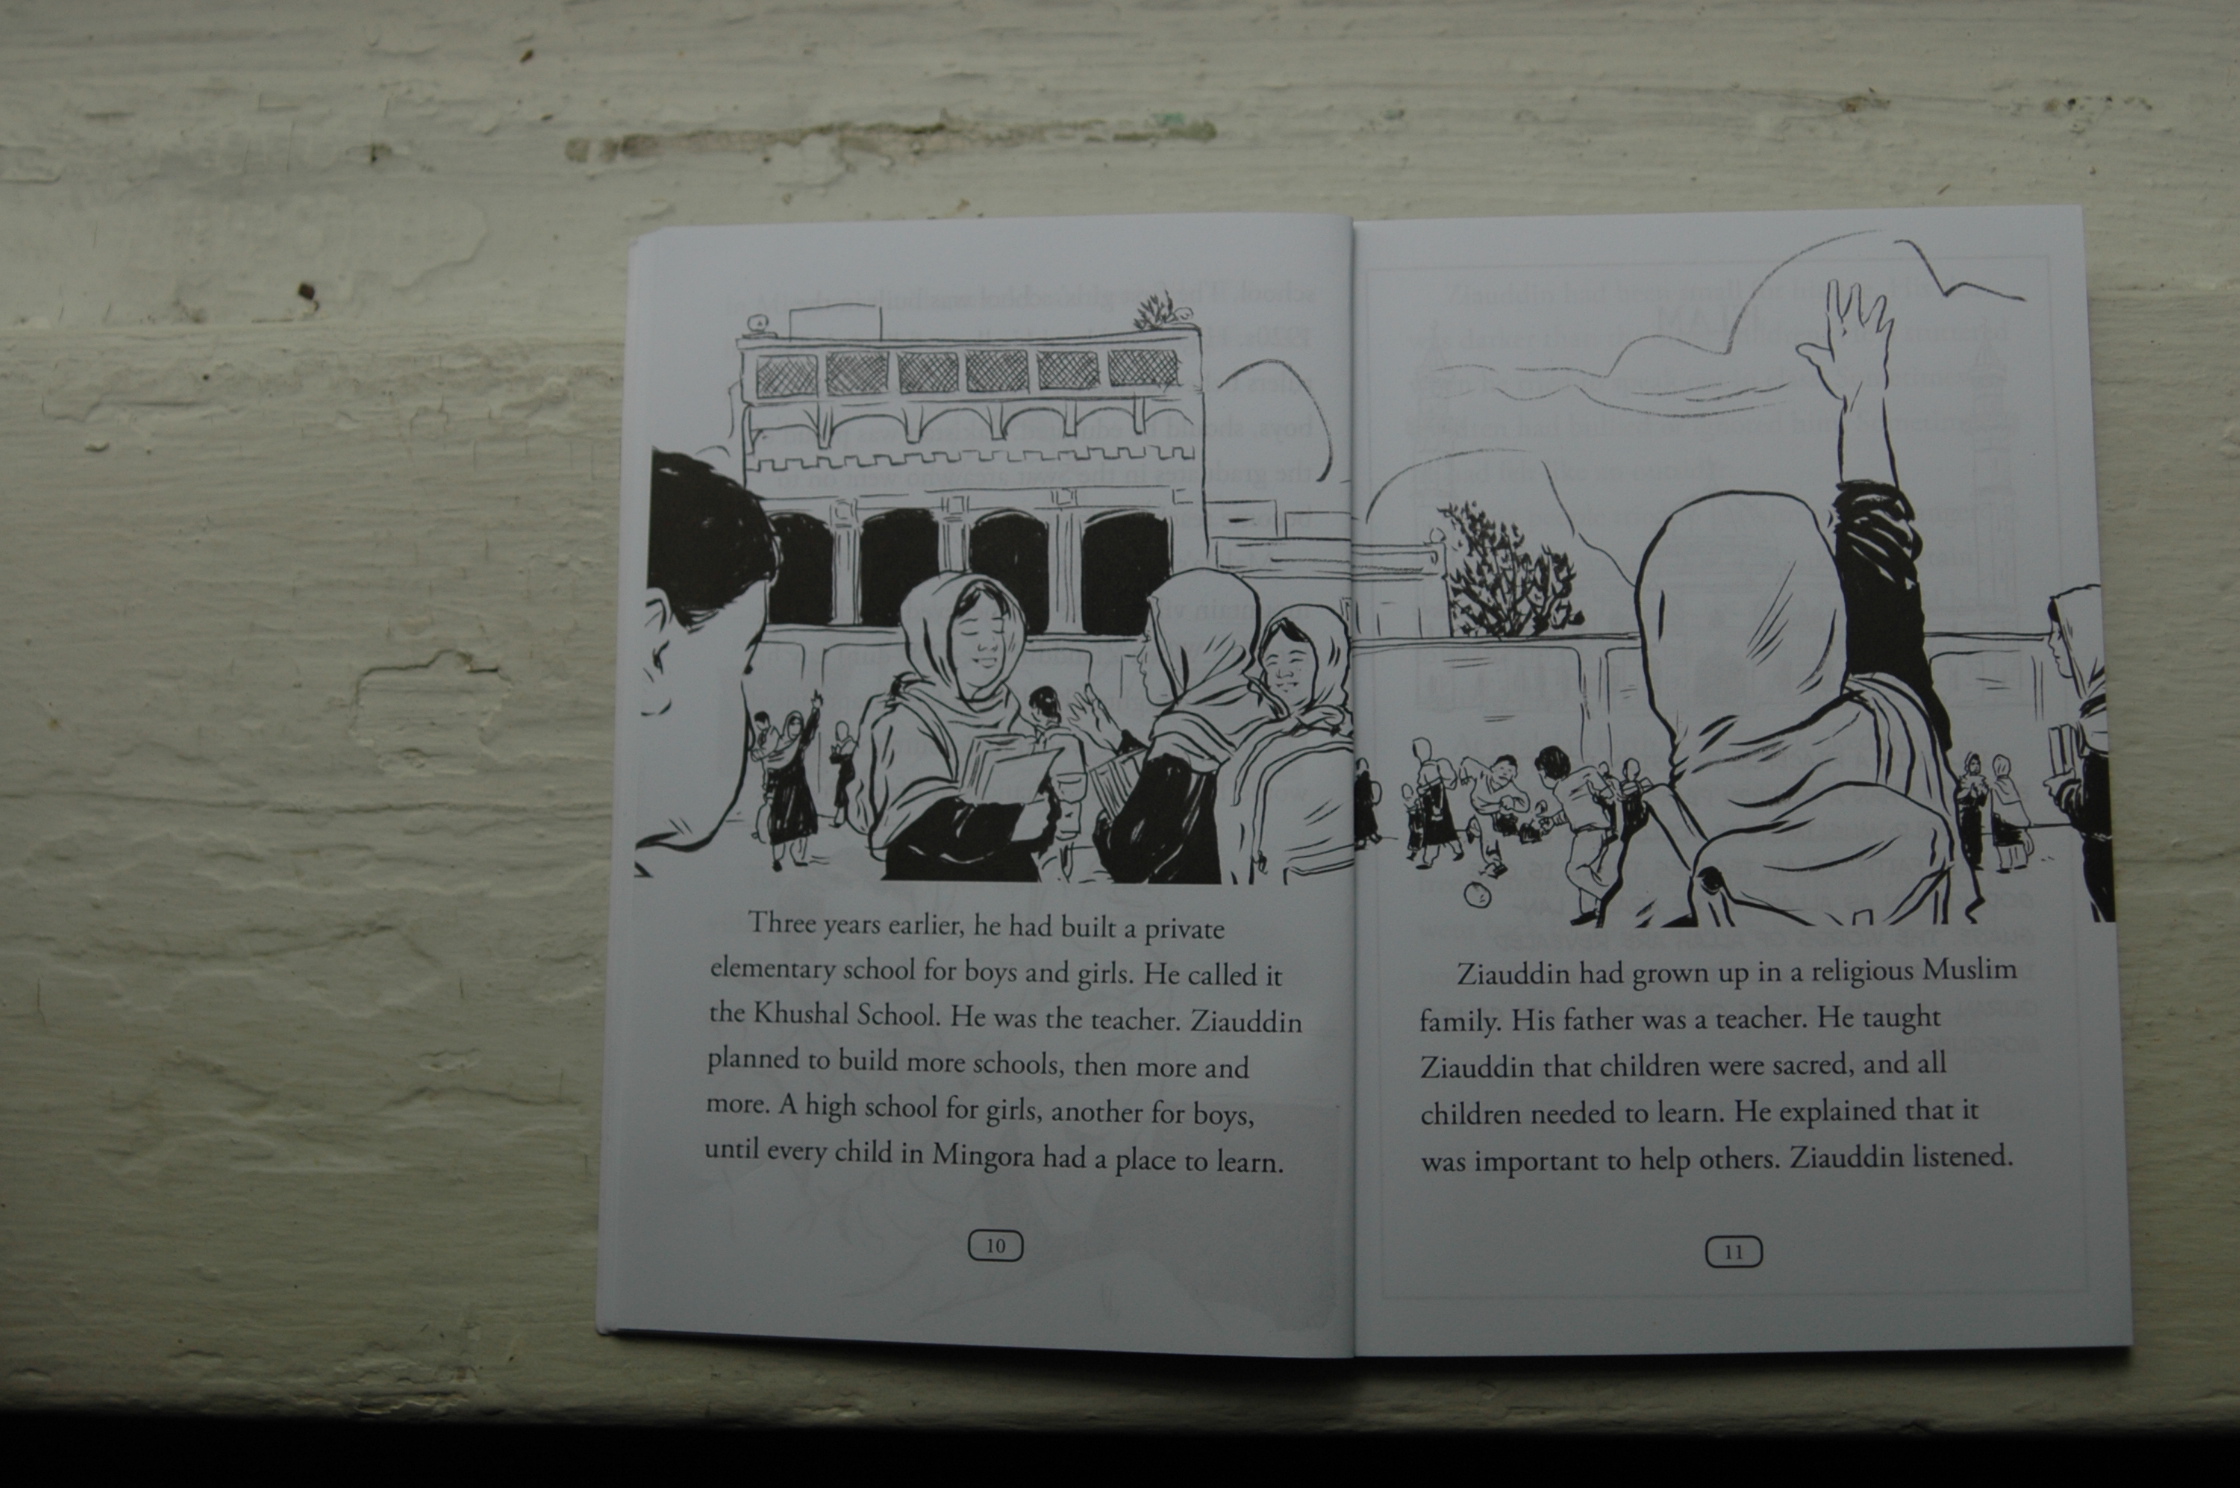 Three years earlier, he had built a private
elementary school for boys and girls. He called it
the Khushal School. He was the teacher. Ziauddin
planned to build more schools, then more and
more. A high school for girls, another for boys,
until every child in Mingora had a place to learn.
10
Ziauddin had grown up in a religious Muslim
family. His father was a teacher. He taught
Ziauddin that children were sacred, and all
children needed to learn. He explained that it
was important to help others. Ziauddin listened.
11